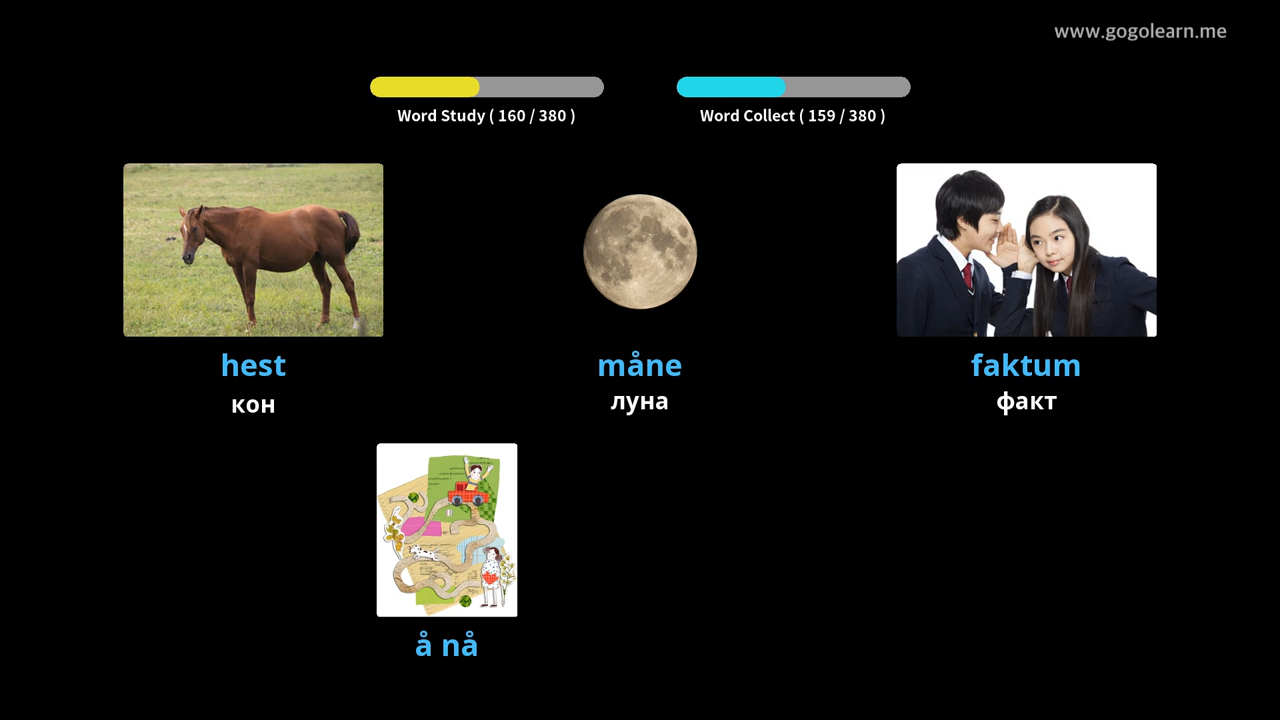 www.gogolearn.me
Word Study ( 160 / 380 )
Word Collect ( 159 / 380 )
hest
måne
faktum
кон
луна
факт
å nå